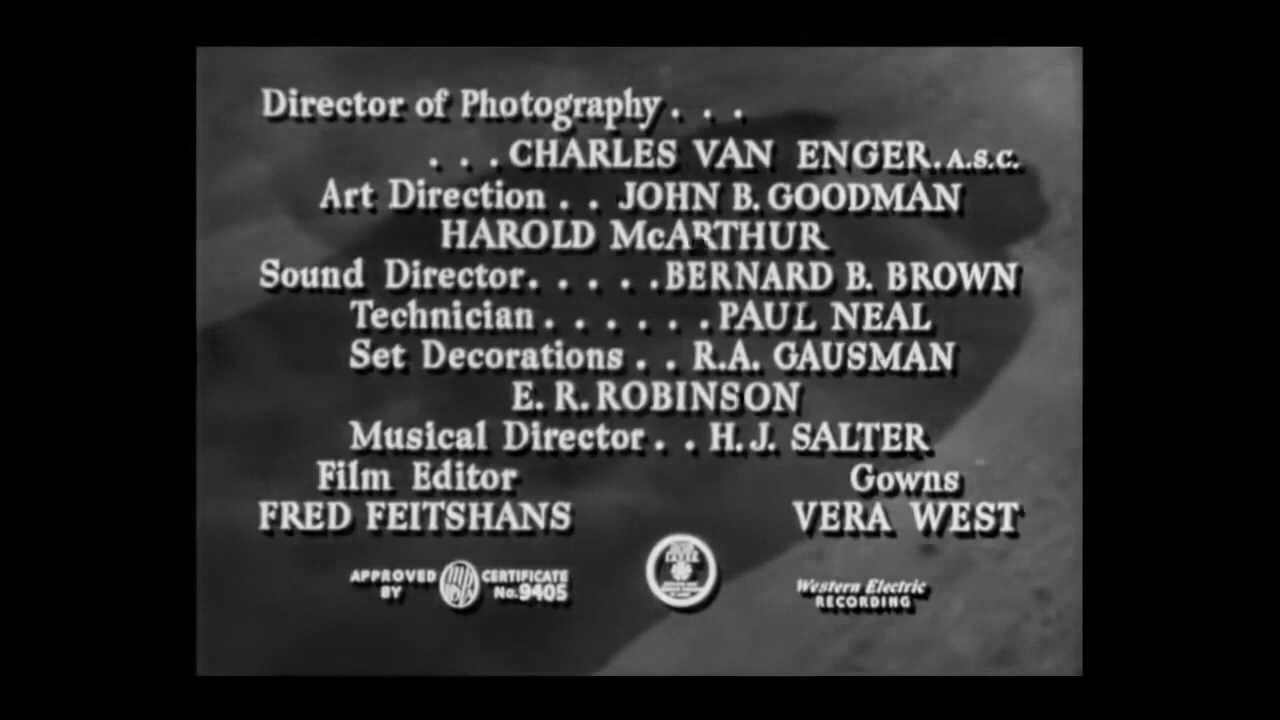 Director of Photography . . .
. . . CHARLES VAN ENGER. A.S.C.
Art Direction . . JOHN B. GOODMAN
HAROLD McARTHUR
Sound Director. . . . . .BERNARD B. BROWN
Technician . . . . . . PAUL NEAL
Set Decorations . . R.A. GAUSMAN
E. R. ROBINSON
Musical Director . . H. J. SALTER
Film Editor Gowns
FRED FEITSHANS VERA WEST
APPROVED BY CERTIFICATE No. 9405
Western Electric
RECORDING